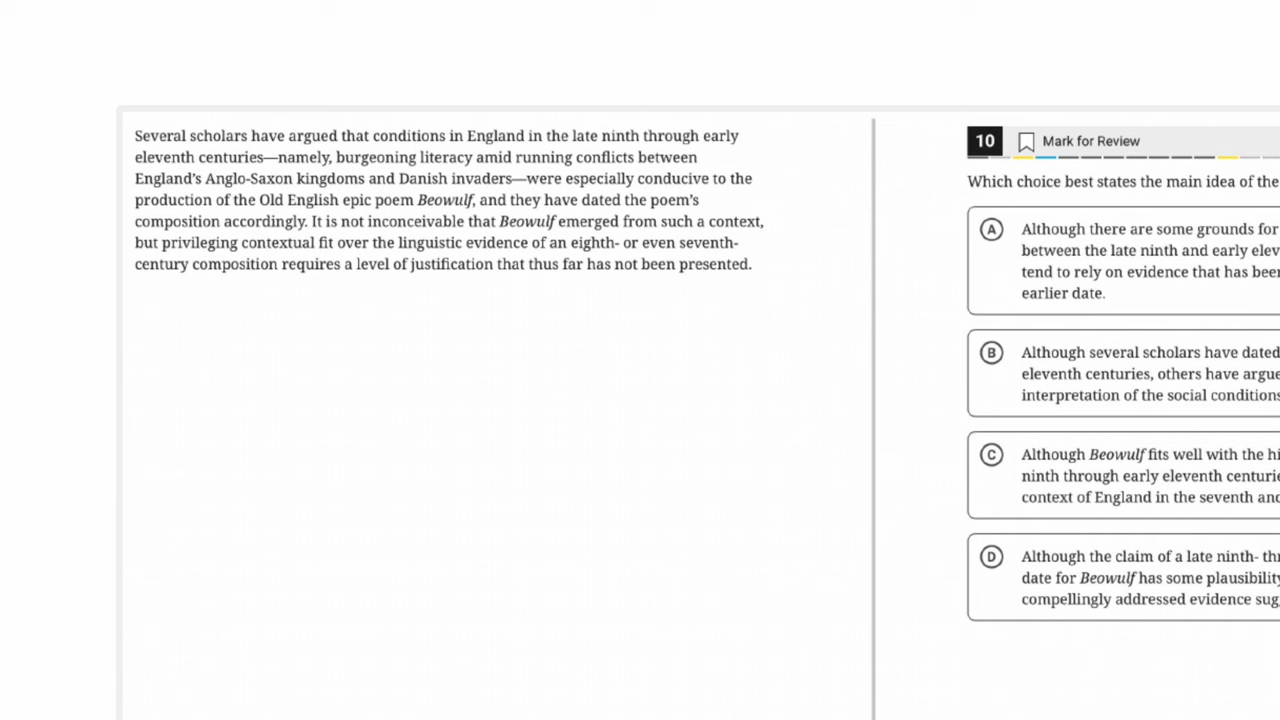 Several scholars have argued that conditions in England in the late ninth through early
eleventh centuries—namely, burgeoning literacy amid running conflicts between
England's Anglo-Saxon kingdoms and Danish invaders—were especially conducive to the
production of the Old English epic poem Beowulf, and they have dated the poem's
composition accordingly. It is not inconceivable that Beowulf emerged from such a context,
but privileging contextual fit over the linguistic evidence of an eighth- or even seventh-
century composition requires a level of justification that thus far has not been presented.
10 Mark for Review
Which choice best states the main idea of the
A Although there are some grounds for
between the late ninth and early elev
tend to rely on evidence that has
earlier date.
B Although several scholars have dated
eleventh centuries, others have argue
interpretation of the social conditions
C Although Beowulf fits well with the hi
ninth through early eleventh centurie
context of England in the seventh and
D Although the claim of a late ninth- thr
date for Beowulf has some plausibility
compellingly addressed evidence sug